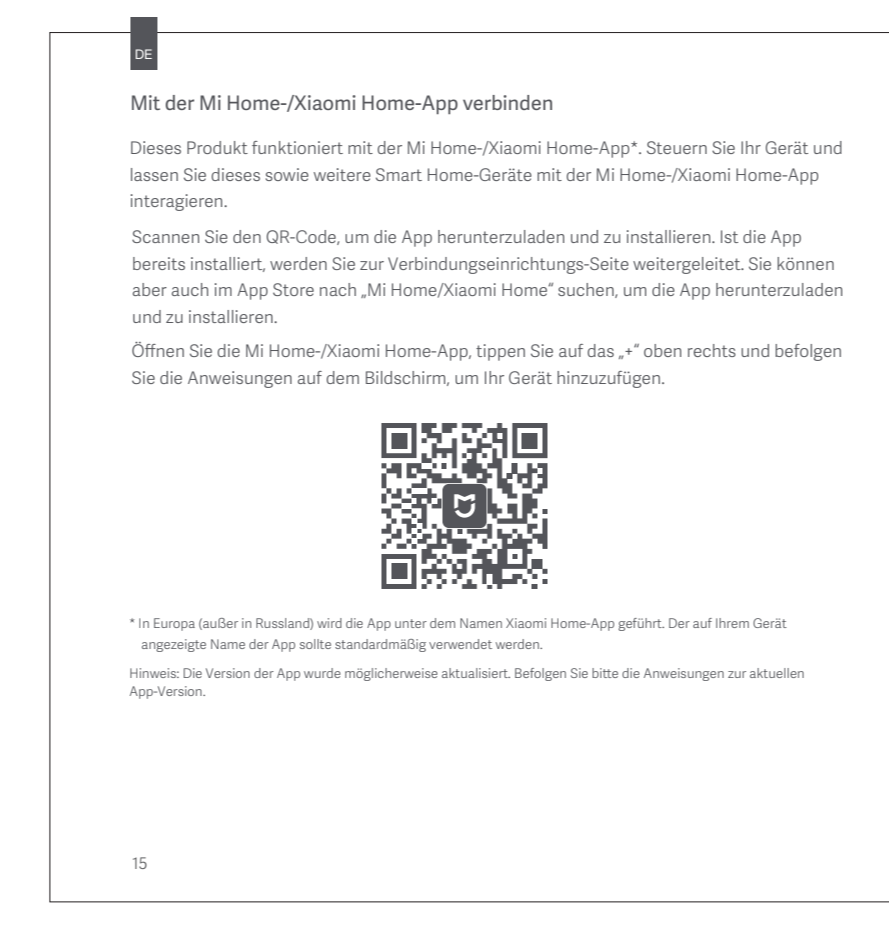 DE
Mit der Mi Home-/Xiaomi Home-App verbinden
Dieses Produkt funktioniert mit der Mi Home-/Xiaomi Home-App*. Steuern Sie Ihr Gerät und
lassen Sie dieses sowie weitere Smart Home-Geräte mit der Mi Home-/Xiaomi Home-App
interagieren.
Scannen Sie den QR-Code, um die App herunterzuladen und zu installieren. Ist die App
bereits installiert, werden Sie zur Verbindungseinrichtungs-Seite weitergeleitet. Sie können
aber auch im App Store nach „Mi Home/Xiaomi Home“ suchen, um die App herunterzuladen
und zu installieren.
Öffnen Sie die Mi Home-/Xiaomi Home-App, tippen Sie auf das „+“ oben rechts und befolgen
Sie die Anweisungen auf dem Bildschirm, um Ihr Gerät hinzuzufügen.
* In Europa (außer in Russland) wird die App unter dem Namen Xiaomi Home-App geführt. Der auf Ihrem Gerät
angezeigte Name der App sollte standardmäßig verwendet werden.
Hinweis: Die Version der App wurde möglicherweise aktualisiert. Befolgen Sie bitte die Anweisungen zur aktuellen
App-Version.
15